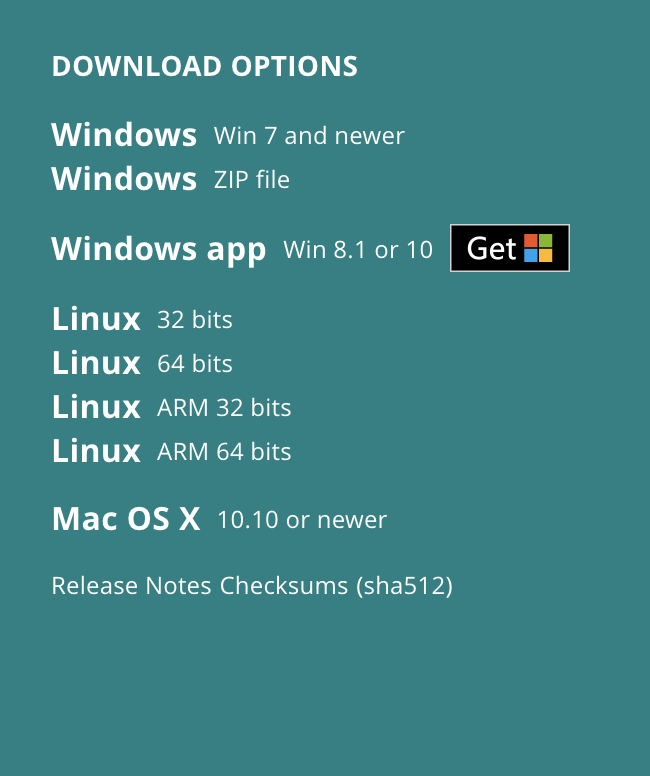 DOWNLOAD OPTIONS
Windows Win 7 and newer
Windows ZIP file
Windows app Win 8.1 or 10 Get
Linux 32 bits
Linux 64 bits
Linux ARM 32 bits
Linux ARM 64 bits
Mac OS X 10.10 or newer
Release Notes Checksums (sha512)